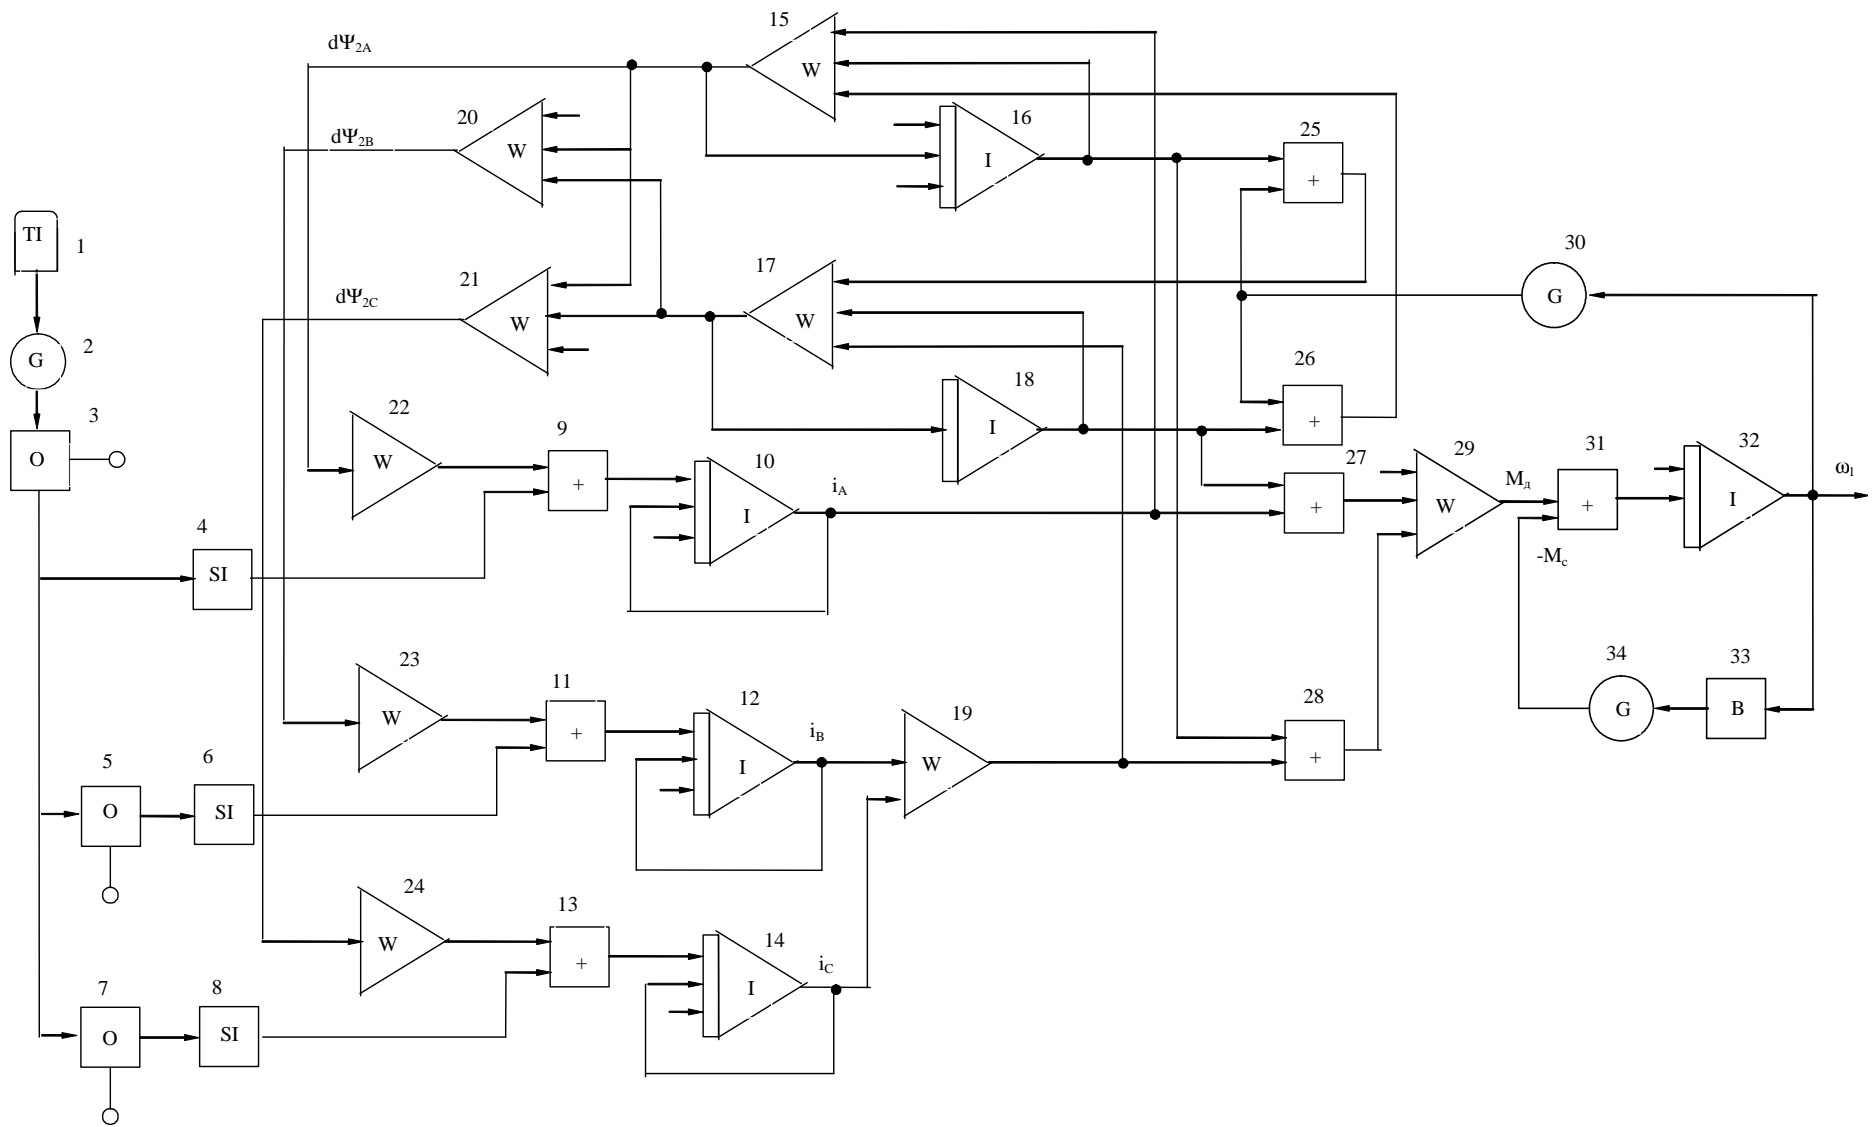 15
dΨ2A
W
20
16
25
dΨ2B
W
I
+
TI
1
30
21
17
dΨ2C
G
W
W
2
26
G
18
22
3
9
I
+
27
29
31
32
W
10
iA
Mд
ω1
O
+
+
W
+
I
4
I
-Mc
SI
23
11
12
34
33
iB
19
28
W
+
G
B
5
6
I
W
+
O
SI
24
13
14
iC
W
+
7
8
I
O
SI